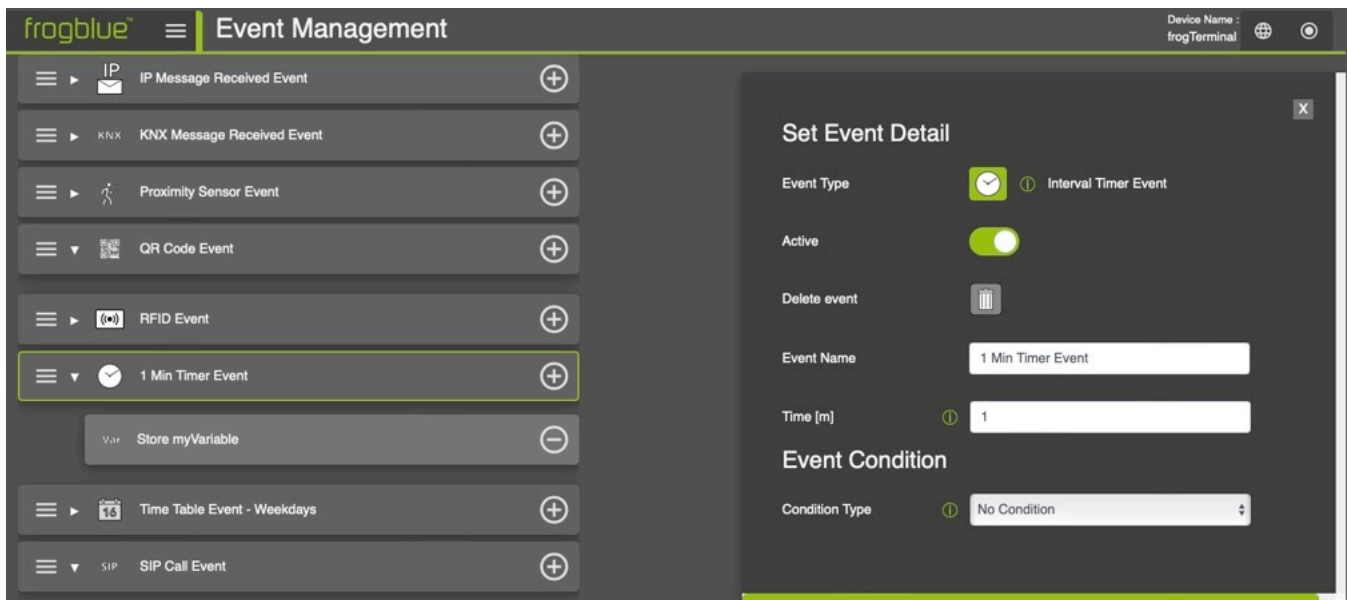 frogblue™
Event Management
Device Name :
frogTerminal
IP
IP Message Received Event
KNX
KNX Message Received Event
Proximity Sensor Event
QR Code Event
RFID Event
1 Min Timer Event
Var
Store myVariable
16
Time Table Event - Weekdays
SIP
SIP Call Event
X
Set Event Detail
Event Type
Interval Timer Event
Active
Delete event
Event Name
1 Min Timer Event
Time [m]
1
Event Condition
Condition Type
No Condition